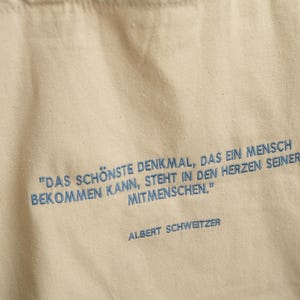 "DAS SCHÖNSTE DENKMAL, DAS EIN MENSCH
BEKOMMEN KANN, STEHT IN DEN HERZEN SEINER
MITMENSCHEN."
ALBERT SCHWEITZER